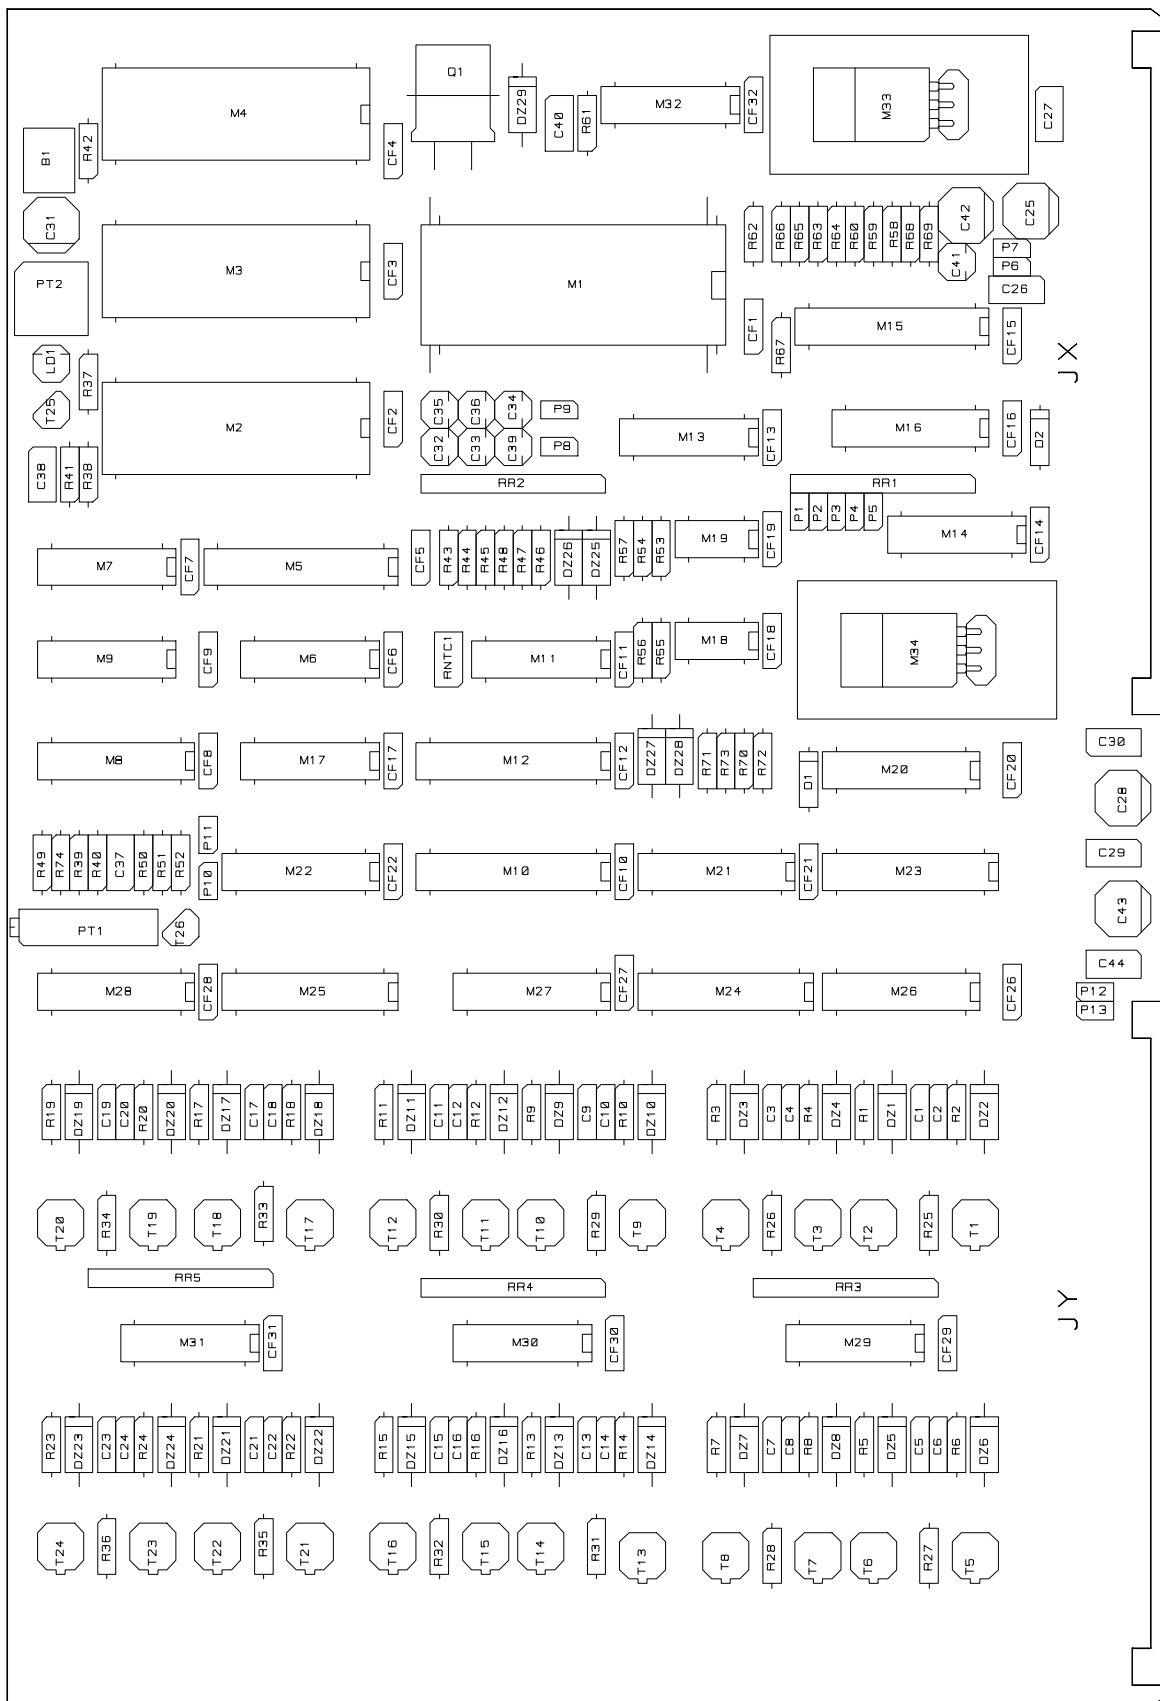 Q1
M4
M32
M33
DZ29
C40
R61
CF32
C27
B1
R42
CF4
C31
C42
C25
R62
R66
R65
R63
R64
R60
R59
R58
R68
R69
P7
P6
C41
C26
PT2
M3
CF3
M1
CF1
R67
M15
CF15
JX
LD1
R37
T25
M2
CF2
C35
C36
C34
P9
C32
C33
C39
P8
M13
CF13
M16
CF16
D2
C38
R41
R38
RR2
RR1
P1
P2
P3
P4
P5
M7
CF7
M5
CF5
R43
R44
R45
R48
R47
R46
DZ26
DZ25
R57
R54
R53
M19
CF19
M14
CF14
M9
CF9
M6
CF6
RNTC1
M11
CF11
R56
R55
M18
CF18
M34
M8
CF8
M17
CF17
M12
CF12
DZ27
DZ28
R71
R73
R70
R72
D1
M20
CF20
C30
C28
R49
R74
R39
R40
C37
R50
R51
R52
P11
P10
M22
CF22
M10
CF10
M21
CF21
M23
C29
PT1
T26
C43
M28
CF28
M25
M27
CF27
M24
M26
CF26
C44
P12
P13
R19
DZ19
C19
C20
R20
DZ20
R17
DZ17
C17
C18
R18
DZ18
R11
DZ11
C11
C12
R12
DZ12
R9
DZ9
C9
C10
R10
DZ10
R3
DZ3
C3
C4
R4
DZ4
R1
DZ1
C1
C2
R2
DZ2
T20
R34
T19
T18
R33
T17
T12
R30
T11
T10
R29
T9
T4
R26
T3
T2
R25
T1
RR5
RR4
RR3
JY
M31
CF31
M30
CF30
M29
CF29
R23
DZ23
C23
C24
R24
DZ24
R21
DZ21
C21
C22
R22
DZ22
R15
DZ15
C15
C16
R16
DZ16
R13
DZ13
C13
C14
R14
DZ14
R7
DZ7
C7
C8
R8
DZ8
R5
DZ5
C5
C6
R6
DZ6
T24
R36
T23
T22
R35
T21
T16
R32
T15
T14
R31
T13
T8
R28
T7
T6
R27
T5